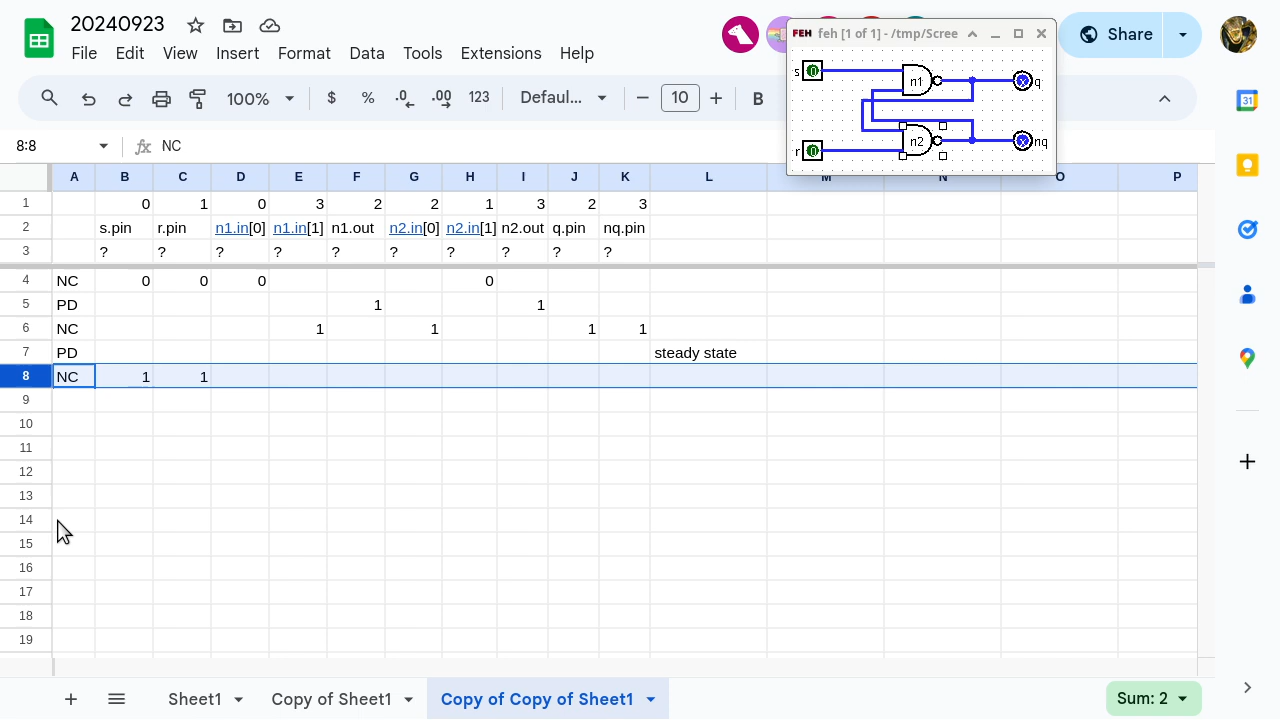 20240923
File Edit View Insert Format Data Tools Extensions Help
Share
FEH feh [1 of 1] - /tmp/Scree
s n1 q
r n2 nq
100% $ % .0 .00 123 Defaul... 10 B
8:8 fx NC
A B C D E F G H I J K L M N O P
1 0 1 0 3 2 2 1 3 2 3
2 s.pin r.pin n1.in[0] n1.in[1] n1.out n2.in[0] n2.in[1] n2.out q.pin nq.pin
3 ? ? ? ? ? ? ? ? ? ?
4 NC 0 0 0 0
5 PD 1 1
6 NC 1 1 1 1
7 PD steady state
8 NC 1 1
9
10
11
12
13
14
15
16
17
18
19
Sheet1 Copy of Sheet1 Copy of Copy of Sheet1 Sum: 2
31